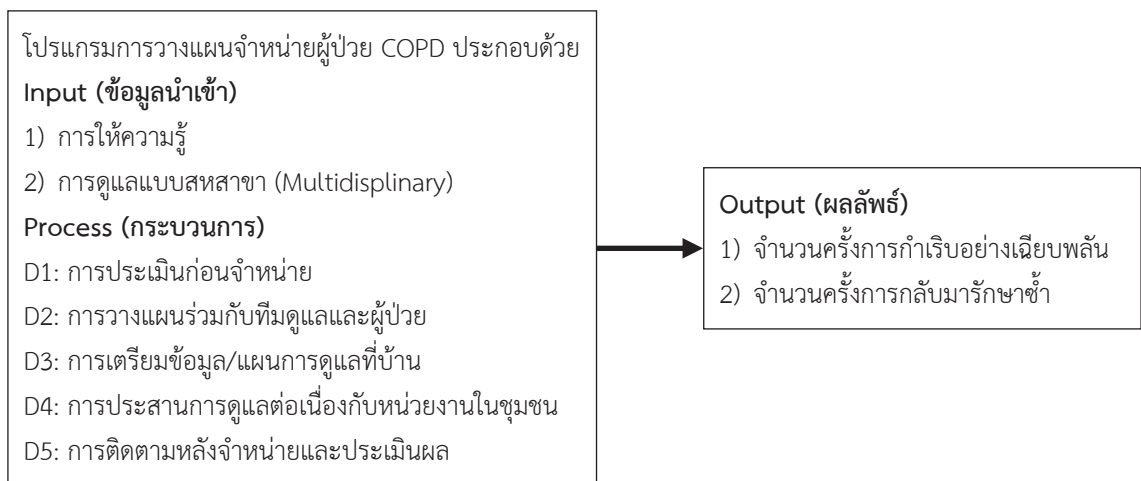 โปรแกรมการวางแผนจำหน่ายผู้ป่วย COPD ประกอบด้วย
Input (ข้อมูลนำเข้า)
1) การให้ความรู้
2) การดูแลแบบสหสาขา (Multidisplinary)
Process (กระบวนการ)
D1: การประเมินก่อนจำหน่าย
D2: การวางแผนร่วมกับทีมดูแลและผู้ป่วย
D3: การเตรียมข้อมูล/แผนการดูแลที่บ้าน
D4: การประสานการดูแลต่อเนื่องกับหน่วยงานในชุมชน
D5: การติดตามหลังจำหน่ายและประเมินผล
Output (ผลลัพธ์)
1) จำนวนครั้งการกำเริบอย่างเฉียบพลัน
2) จำนวนครั้งการกลับมารักษาซ้ำ